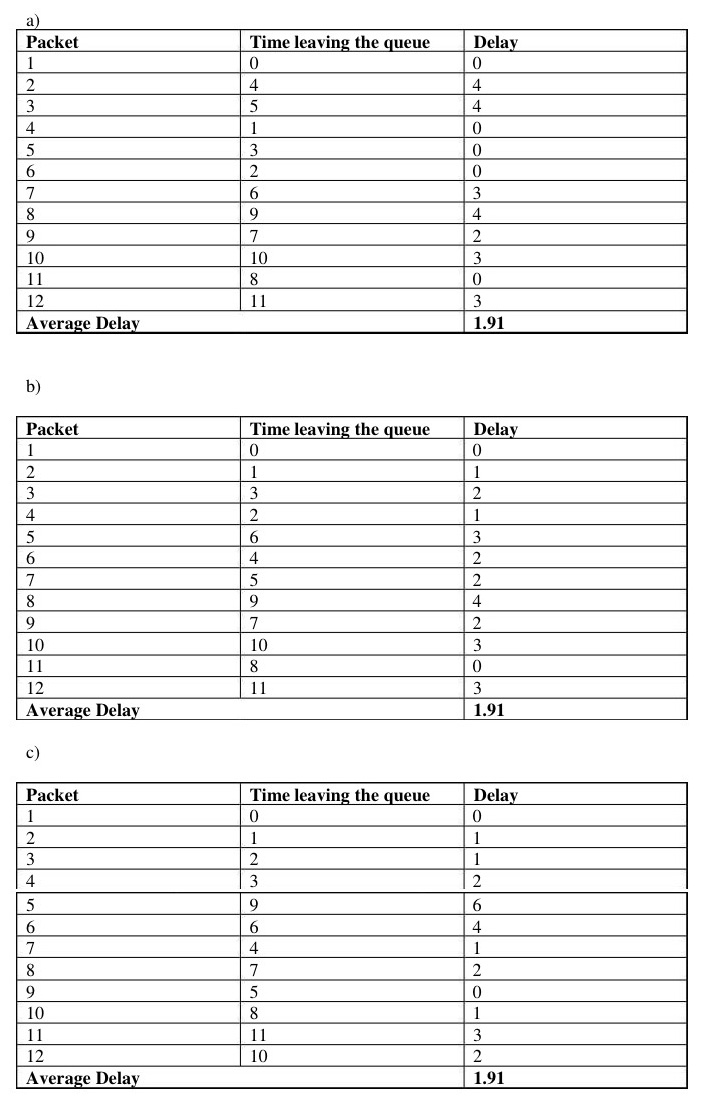 a)
Packet Time leaving the queue Delay
1 0 0
2 4 4
3 5 4
4 1 0
5 3 0
6 2 0
7 6 3
8 9 4
9 7 2
10 10 3
11 8 0
12 11 3
Average Delay 1.91
b)
Packet Time leaving the queue Delay
1 0 0
2 1 1
3 3 2
4 2 1
5 6 3
6 4 2
7 5 2
8 9 4
9 7 2
10 10 3
11 8 0
12 11 3
Average Delay 1.91
c)
Packet Time leaving the queue Delay
1 0 0
2 1 1
3 2 1
4 3 2
5 9 6
6 6 4
7 4 1
8 7 2
9 5 0
10 8 1
11 11 3
12 10 2
Average Delay 1.91